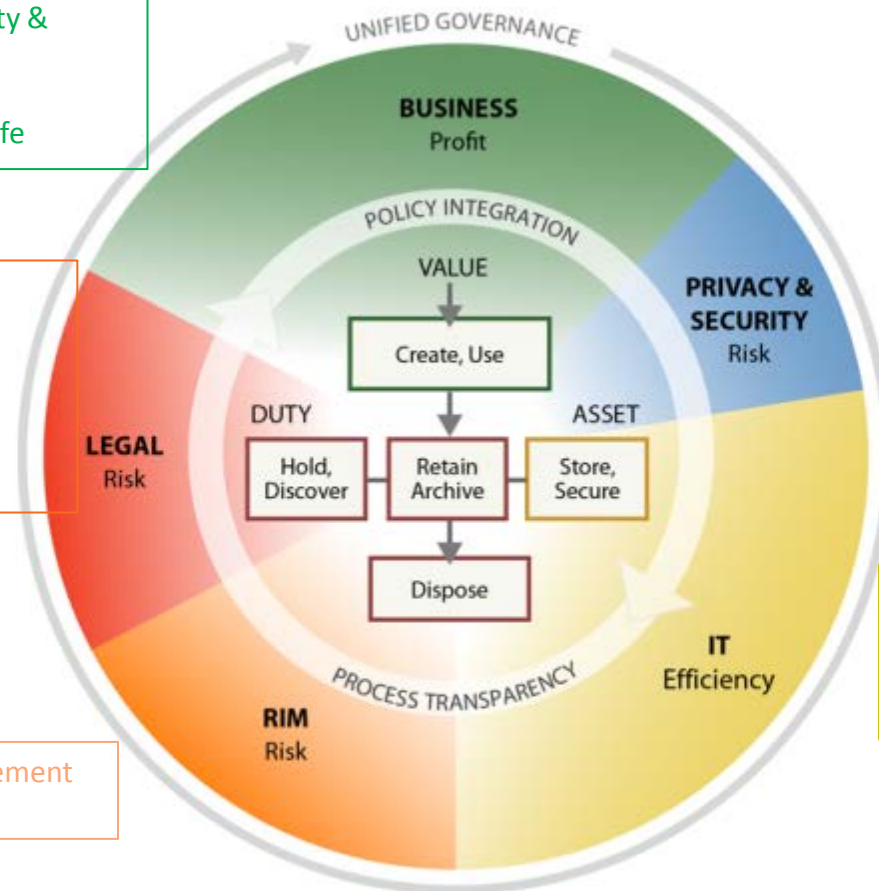 ty &
fe
UNIFIED GOVERNANCE
BUSINESS
Profit
POLICY INTEGRATION
VALUE
PRIVACY &
SECURITY
Risk
Create, Use
DUTY
ASSET
LEGAL
Risk
Hold,
Discover
Retain
Archive
Store,
Secure
Dispose
IT
Efficiency
PROCESS TRANSPARENCY
RIM
Risk
ement